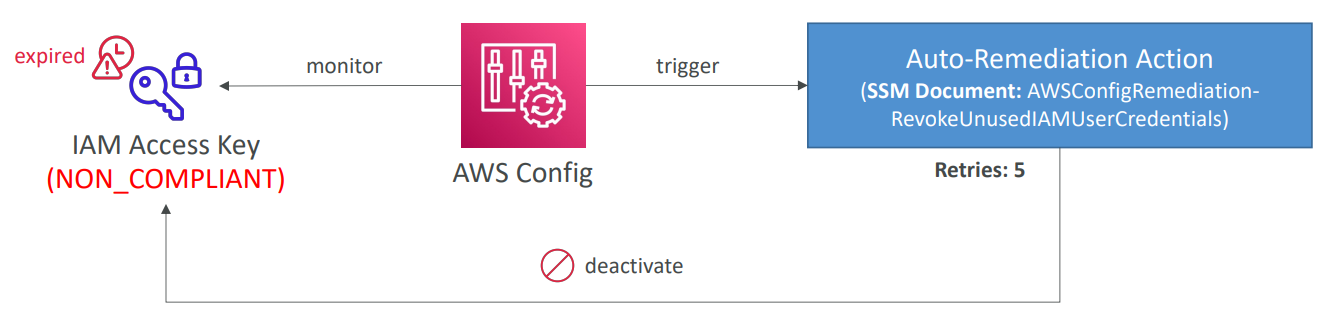 expired
monitor
trigger
Auto-Remediation Action
(SSM Document: AWSConfigRemediation-
RevokeUnusedIAMUserCredentials)
IAM Access Key
(NON_COMPLIANT)
AWS Config
Retries: 5
deactivate